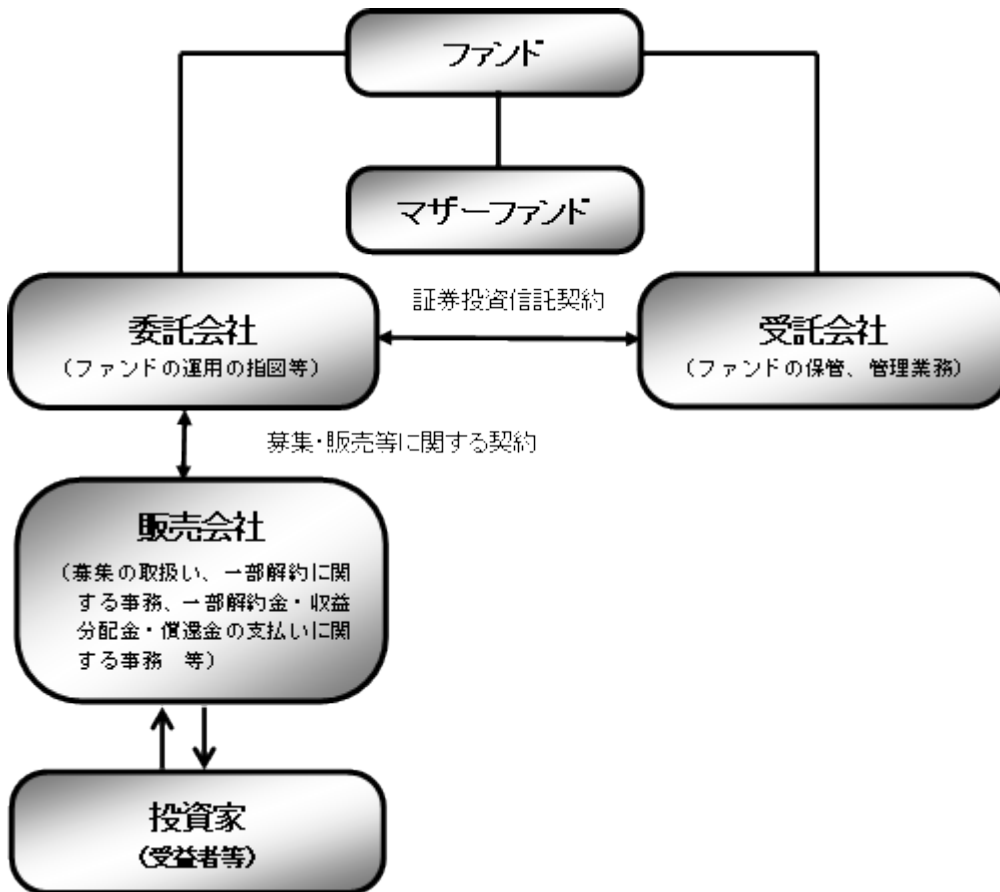 ファンド
マザーファンド
証券投資信託契約
委託会社
（ファンドの運用の指図等）
受託会社
（ファンドの保管、管理業務）
募集・販売等に関する契約
販売会社
（募集の取扱い、一部解約に関
する事務、一部解約金・収益
分配金・償還金の支払いに関
する事務　等）
投資家
（受益者等）